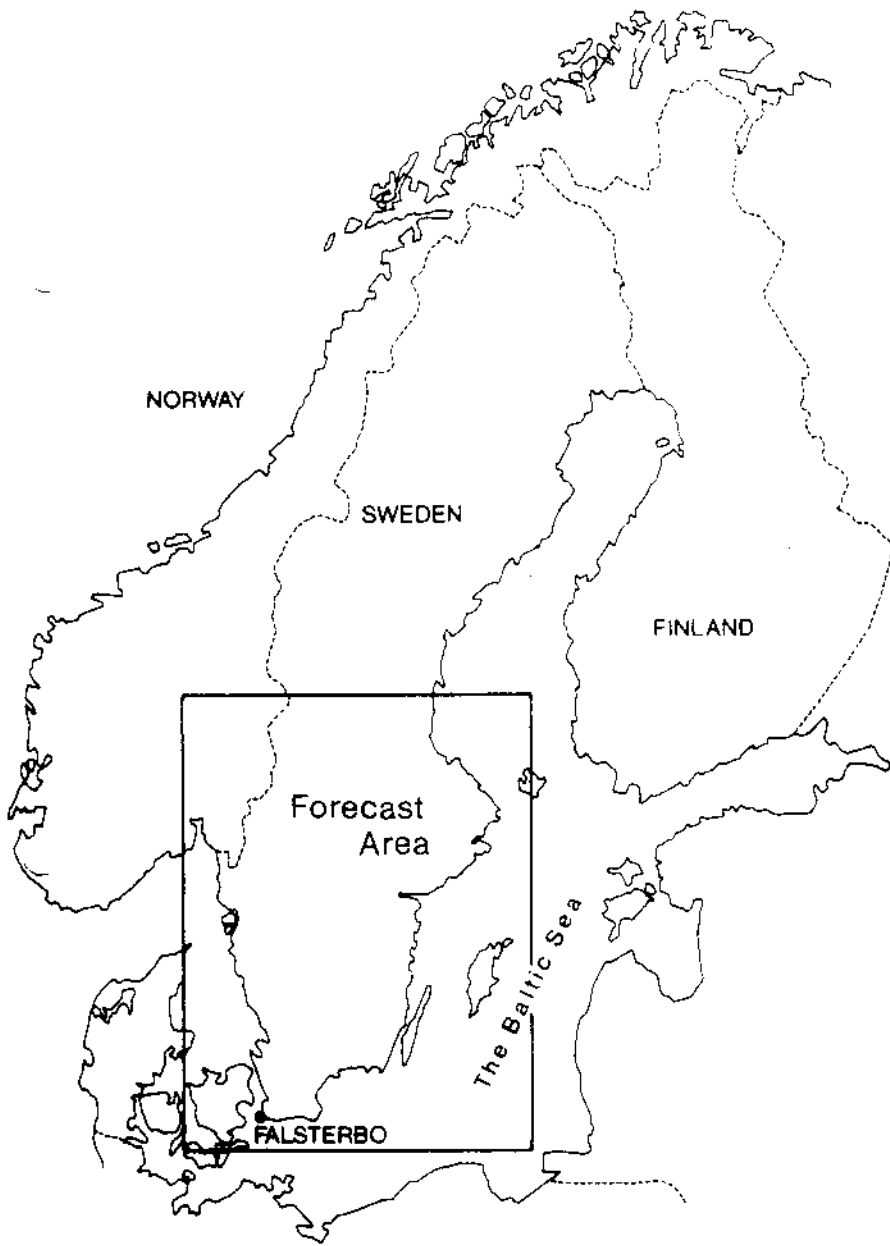 NORWAY
SWEDEN
FINLAND
Forecast
Area
The Baltic Sea
FALSTERBO